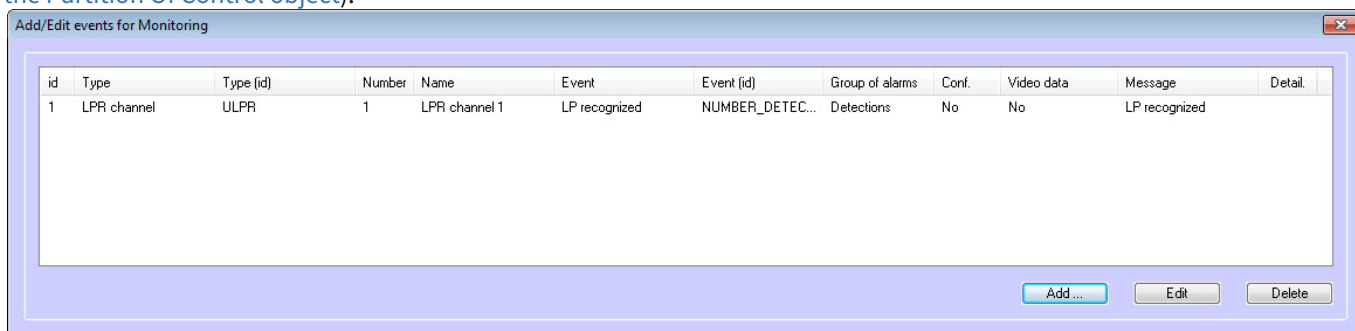 the Partition Of Control object).
Add/Edit events for Monitoring
id Type Type (id) Number Name Event Event (id) Group of alarms Conf. Video data Message Detail.
1 LPR channel ULPR 1 LPR channel 1 LP recognized NUMBER_DETEC... Detections No No LP recognized
Add ... Edit Delete